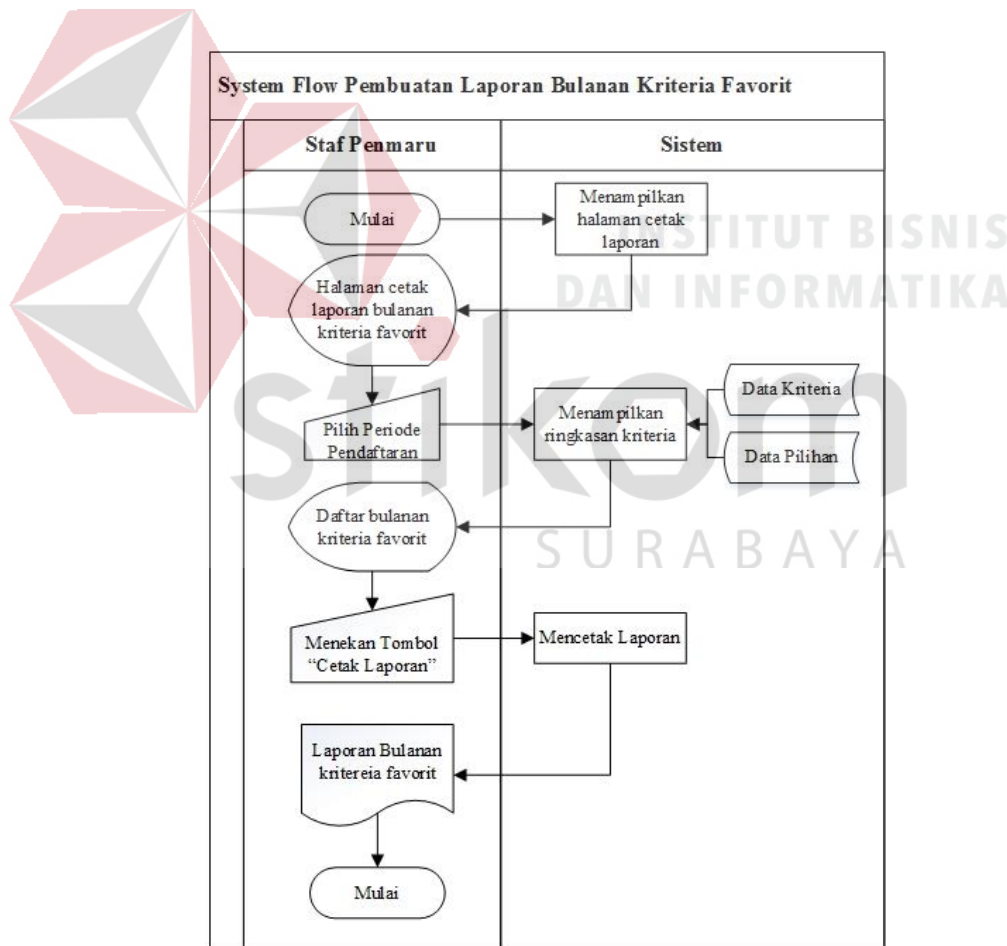 System Flow Pembuatan Laporan Bulanan Kriteria Favorit
Staf Penmaru
Sistem
Mulai
Menampilkan
halaman cetak
laporan
INSTITUT BISNIS
DAN INFORMATIKA
Halaman cetak
laporan bulanan
kriteria favorit
stikom
SURABAYA
Pilih Periode
Pendaftaran
Menampilkan
ringkasan kriteria
Data Kriteria
Data Pilihan
Daftar bulanan
kriteria favorit
Menekan Tombol
“Cetak Laporan”
Mencetak Laporan
Laporan Bulanan
kritereia favorit
Mulai